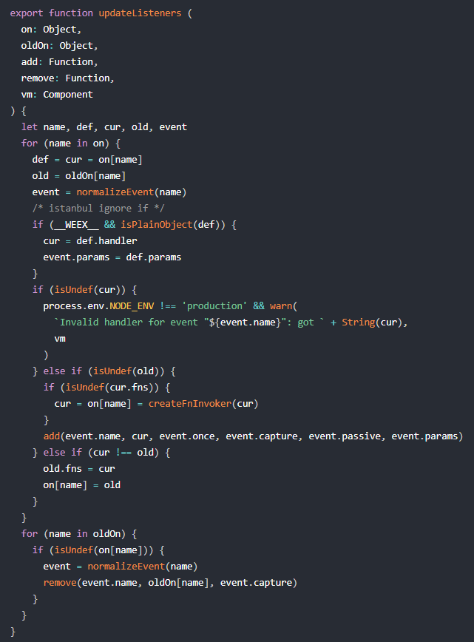 export function updateListeners (
  on: Object,
  oldOn: Object,
  add: Function,
  remove: Function,
  vm: Component
) {
  let name, def, cur, old, event
  for (name in on) {
    def = cur = on[name]
    old = oldOn[name]
    event = normalizeEvent(name)
    /* istanbul ignore if */
    if (__WEEX__ && isPlainObject(def)) {
      cur = def.handler
      event.params = def.params
    }
    if (isUndef(cur)) {
      process.env.NODE_ENV !== 'production' && warn(
        `Invalid handler for event "${event.name}": got ` + String(cur),
        vm
      )
    } else if (isUndef(old)) {
      if (isUndef(cur.fns)) {
        cur = on[name] = createFnInvoker(cur)
      }
      add(event.name, cur, event.once, event.capture, event.passive, event.params)
    } else if (cur !== old) {
      old.fns = cur
      on[name] = old
    }
  }
  for (name in oldOn) {
    if (isUndef(on[name])) {
      event = normalizeEvent(name)
      remove(event.name, oldOn[name], event.capture)
    }
  }
}